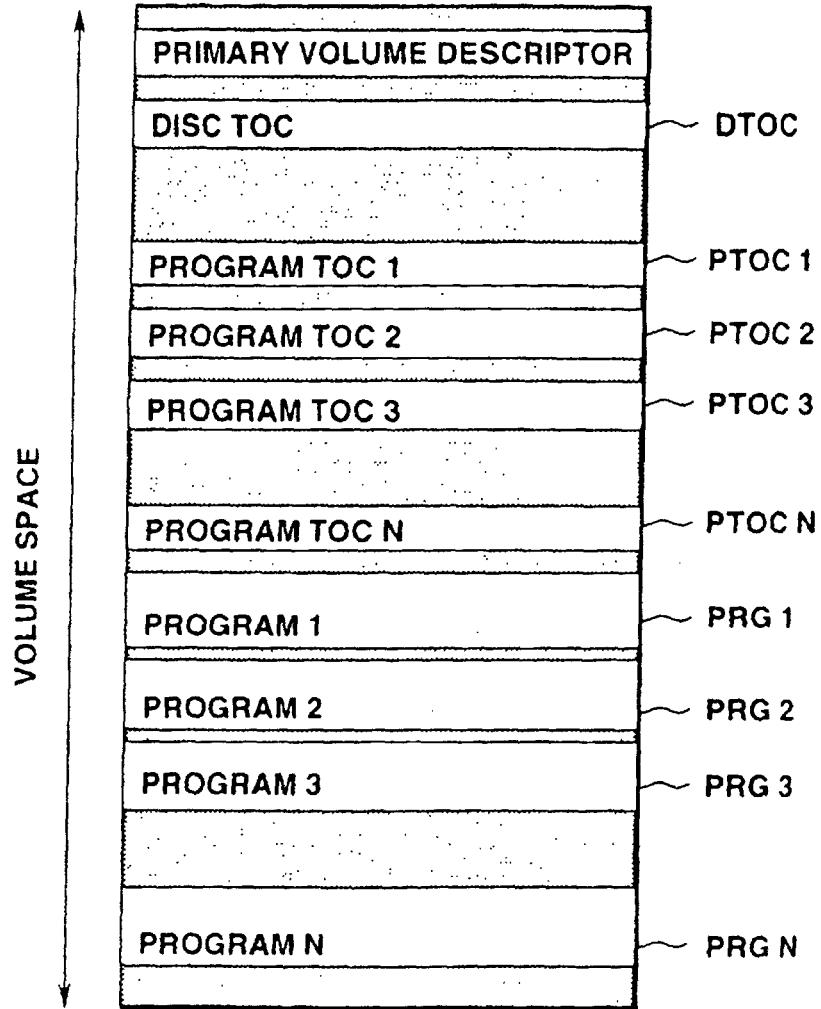 PRIMARY VOLUME DESCRIPTOR
DISC TOC DTOC
PROGRAM TOC 1 PTOC 1
PROGRAM TOC 2 PTOC 2
PROGRAM TOC 3 PTOC 3
PROGRAM TOC N PTOC N
PROGRAM 1 PRG 1
PROGRAM 2 PRG 2
PROGRAM 3 PRG 3
PROGRAM N PRG N
VOLUME SPACE